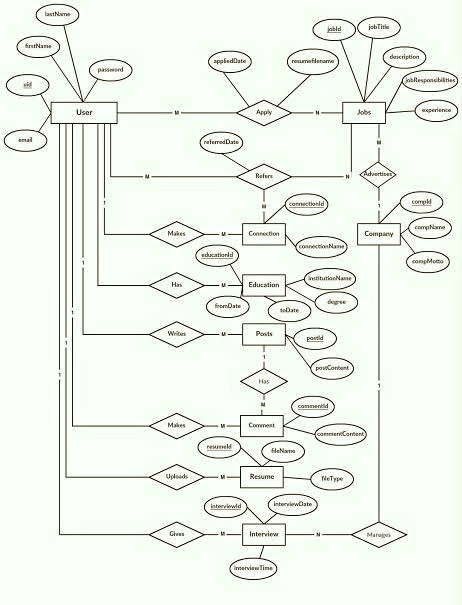 lastName
jobTitle
jobId
firstName
description
appliedDate
resumefilename
password
jobResponsibilities
uid
User
M
Apply
N
Jobs
experience
email
referredDate
M
M
Refers
N
Advertises
1
compId
connectionId
M
1
Makes
M
Connection
Company
compName
connectionName
educationId
compMotto
1
institutionName
Has
M
Education
degree
fromDate
toDate
Writes
M
Posts
postId
1
1
1
postContent
Has
1
1
M
commentId
Makes
M
Comment
commentContent
resumeId
fileName
Uploads
M
Resume
fileType
interviewId
interviewDate
Gives
M
Interview
N
Manages
interviewTime